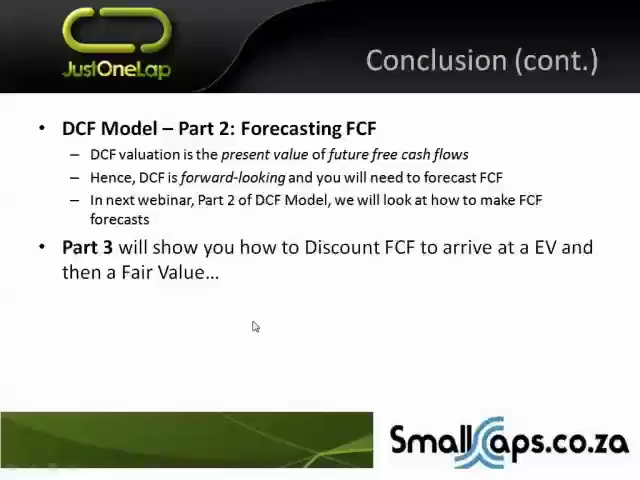 JustOneLap
Conclusion (cont.)
• DCF Model – Part 2: Forecasting FCF
– DCF valuation is the present value of future free cash flows
– Hence, DCF is forward-looking and you will need to forecast FCF
– In next webinar, Part 2 of DCF Model, we will look at how to make FCF
forecasts
• Part 3 will show you how to Discount FCF to arrive at a EV and
then a Fair Value...
SmallCaps.co.za